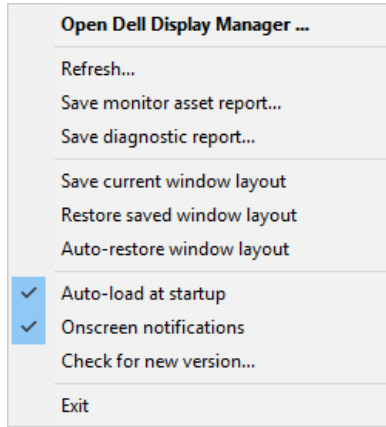 Open Dell Display Manager ...
Refresh...
Save monitor asset report...
Save diagnostic report...
Save current window layout
Restore saved window layout
Auto-restore window layout
Auto-load at startup
Onscreen notifications
Check for new version...
Exit